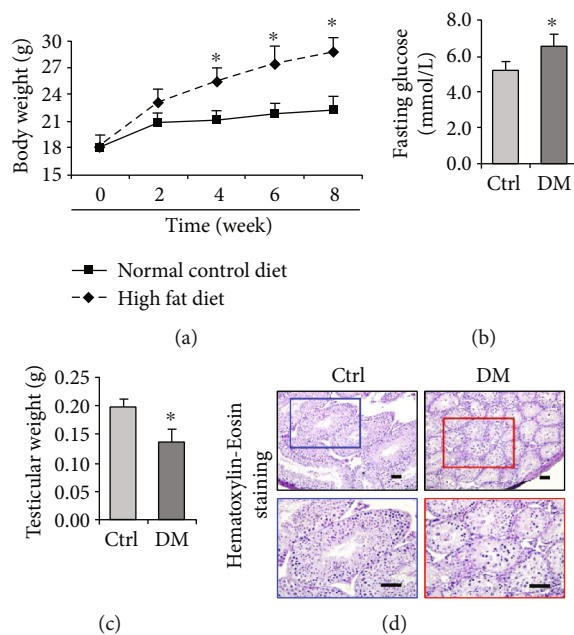 Body weight (g)
30
27
24
21
18
15
*
*
*
0 2 4 6 8
Time (week)
Normal control diet
High fat diet
(a)
Fasting glucose
(mmol/L)
8.0
6.0
4.0
2.0
0.0
*
Ctrl DM
(b)
Testicular weight (g)
0.25
0.20
0.15
0.10
0.05
0.00
*
Ctrl DM
(c)
Ctrl DM
Hematoxylin-Eosin
staining
(d)